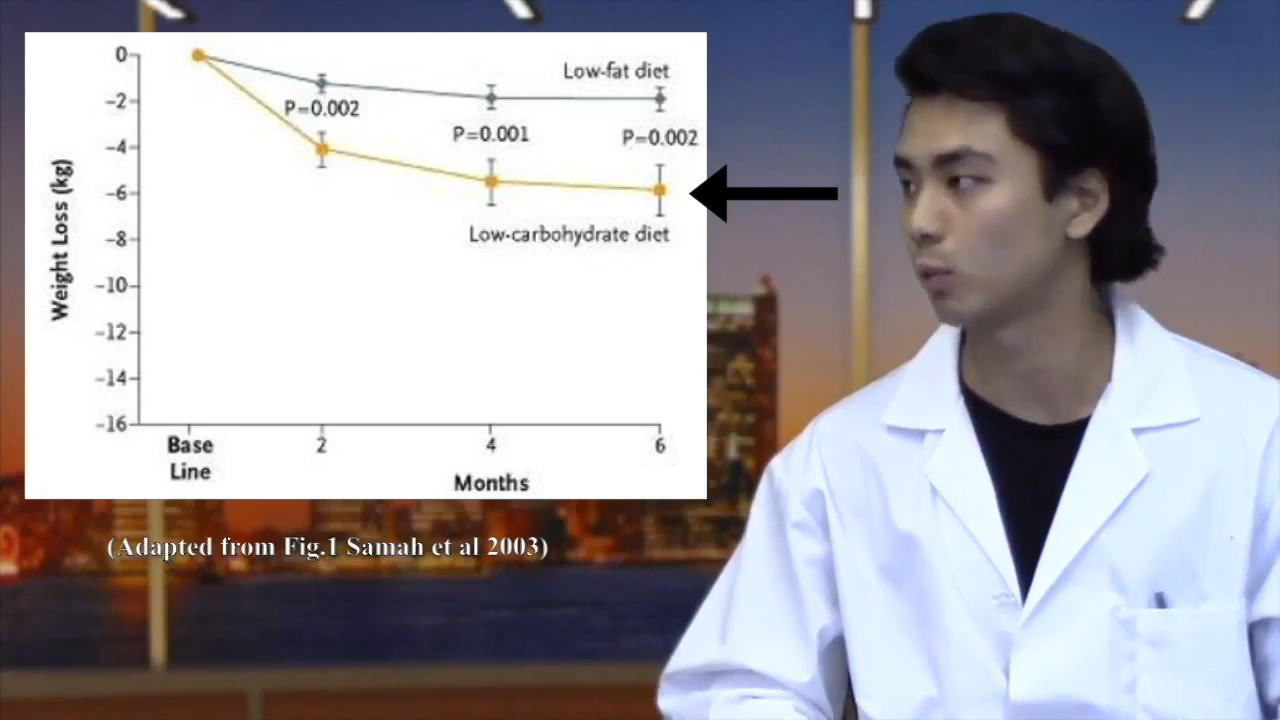 0
Low-fat diet
−2
P=0.002
P=0.001
P=0.002
−4
−6
Low-carbohydrate diet
−8
−10
−12
−14
−16
Weight Loss (kg)
Base
Line
2
4
6
Months
(Adapted from Fig.1 Samah et al 2003)